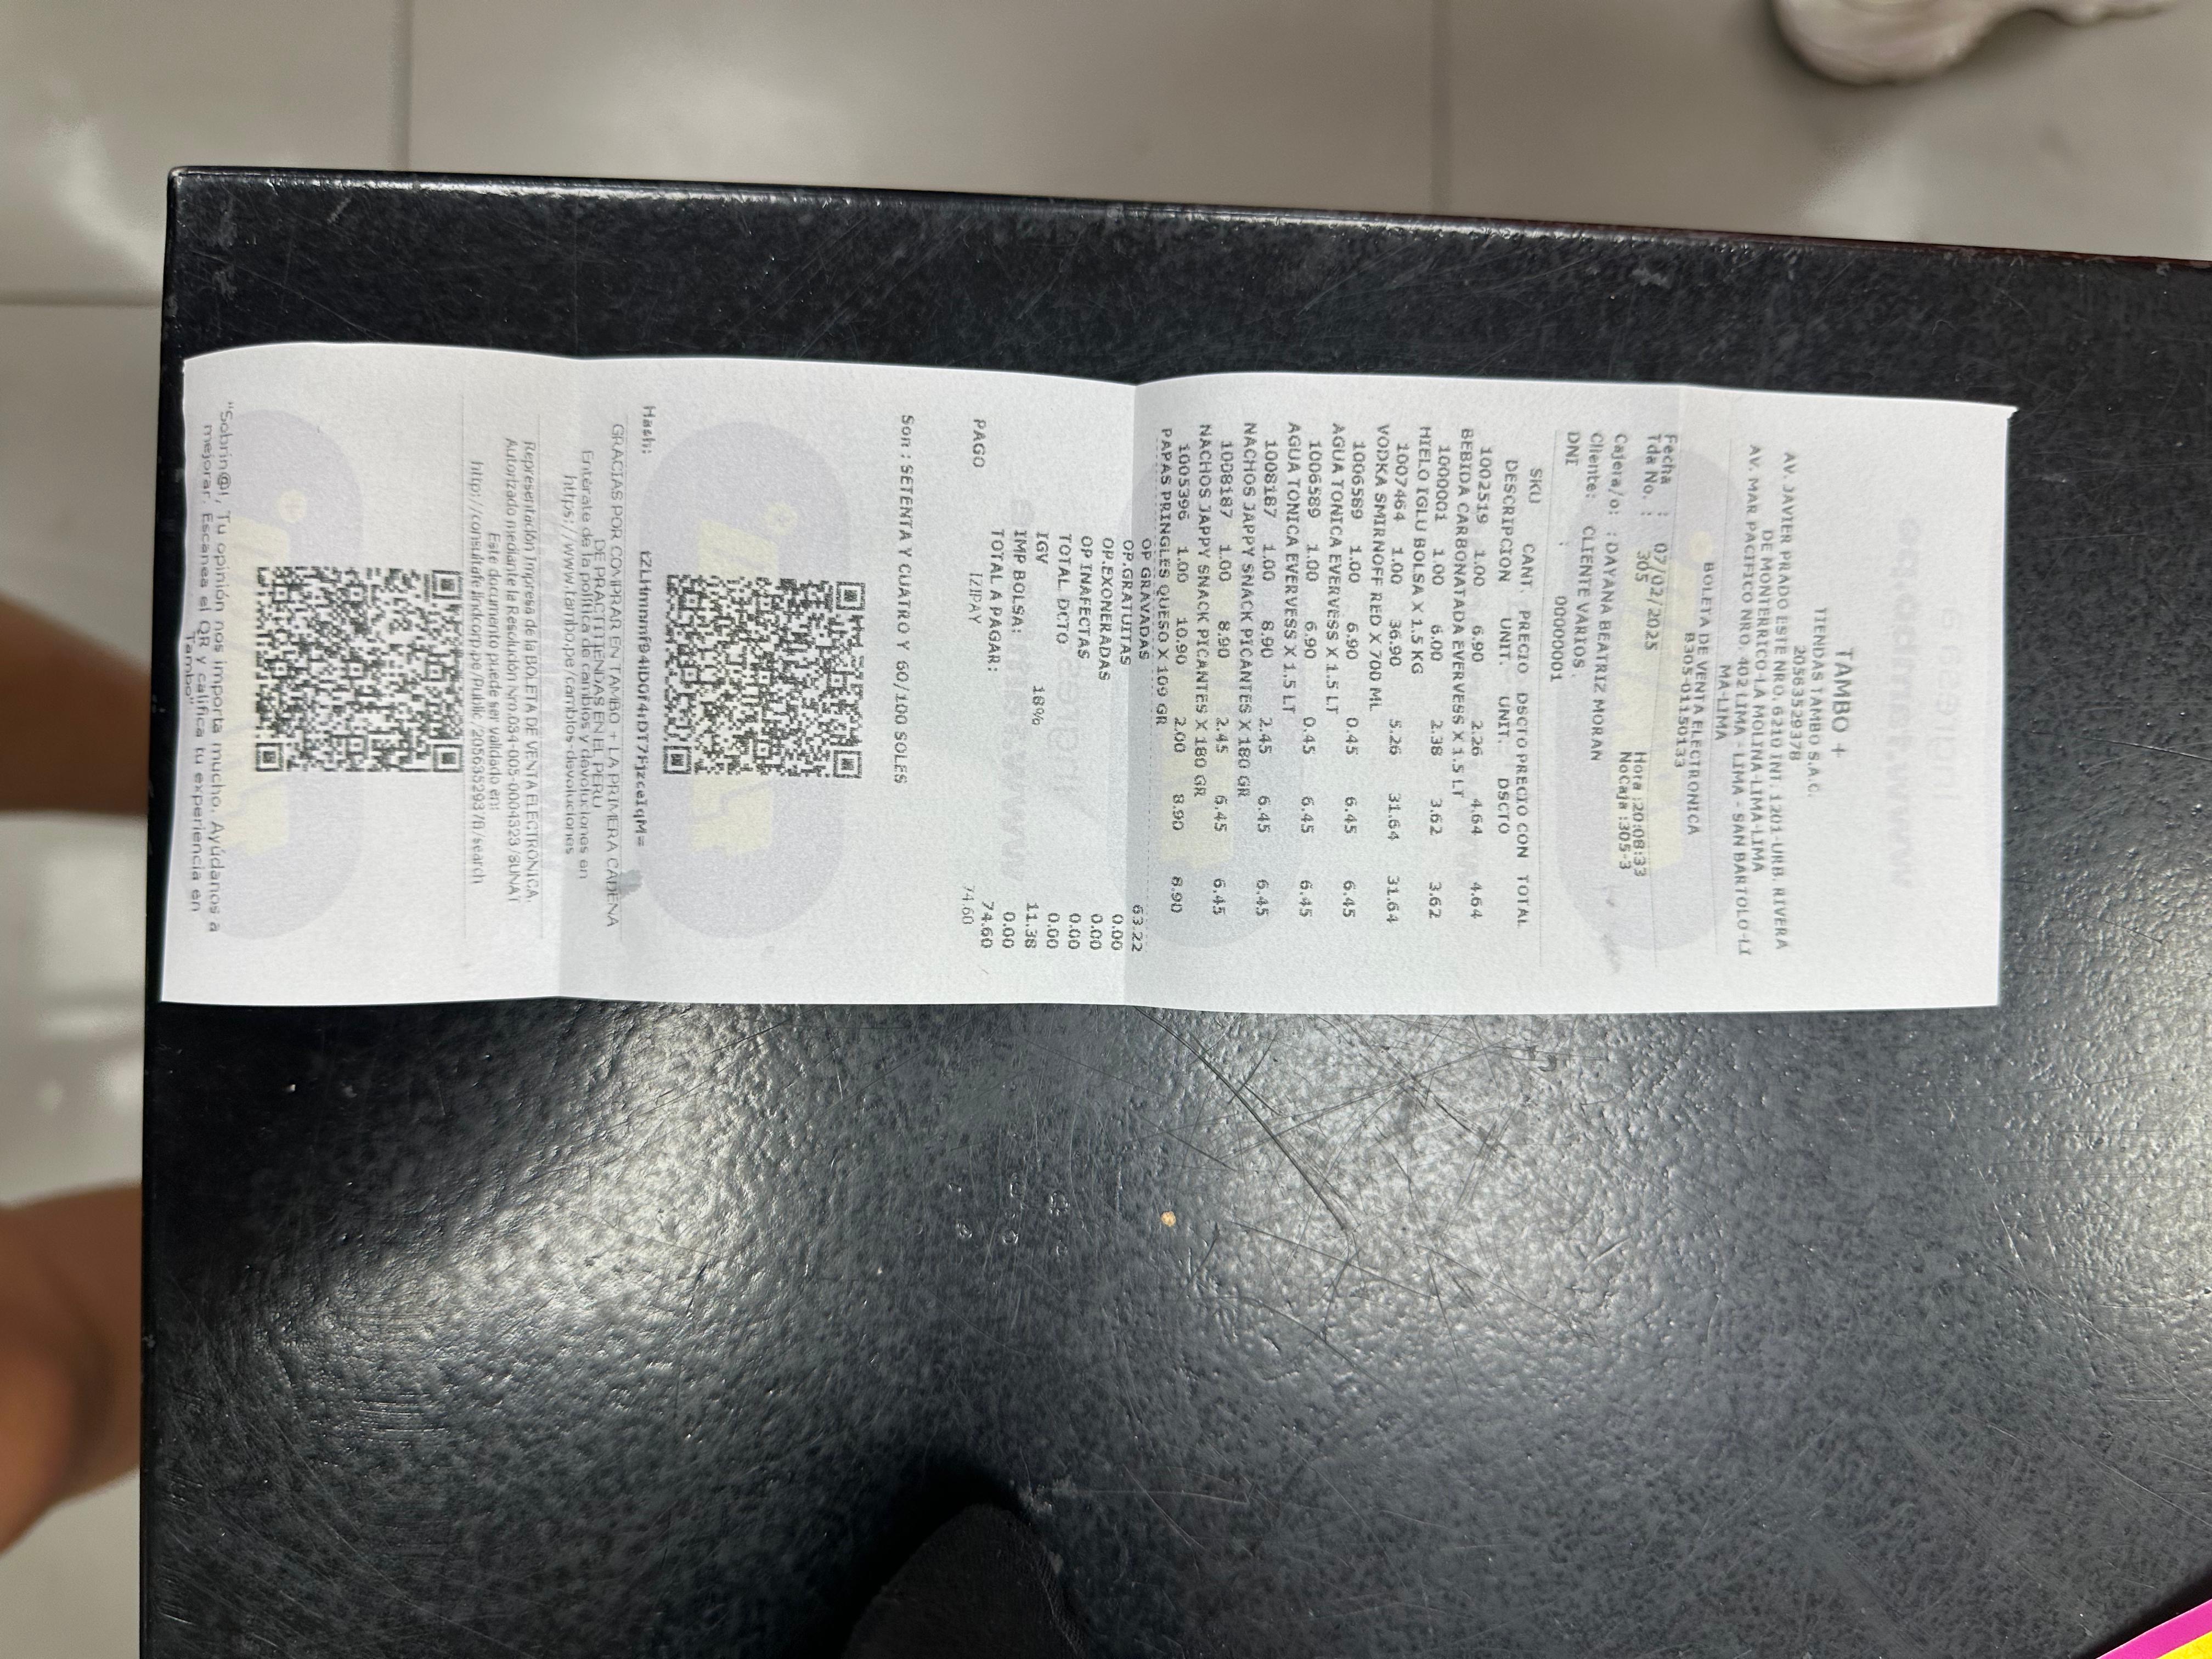 TAMBO +
TIENDAS TAMBO S.A.C.
20563529378
AV. JAVIER PRADO ESTE NRO. 6210 INT. 1201-URB. RIVERA
DE MONTERRICO-LA MOLINA-LIMA-LIMA
AV. MAR PACIFICO NRO. 402 LIMA - LIMA - SAN BARTOLO-LI
MA-LIMA
BOLETA DE VENTA ELECTRONICA
B305-01150133
Fecha : 07/02/2025 Hora :20:08:33
Tda No. : 305 NoCaja :305-3
Cajera/o: : DAYANA BEATRIZ MORAN
Cliente: CLIENTE VARIOS .
DNI : 00000001
SKU CANT. PRECIO DSCTO PRECIO CON TOTAL
DESCRIPCION UNIT. UNIT. DSCTO
1002519 1.00 6.90 2.26 4.64 4.64
BEBIDA CARBONATADA EVERVESS X 1.5 LT
1000001 1.00 6.00 2.38 3.62 3.62
HIELO IGLU BOLSA X 1.5 KG
1007464 1.00 36.90 5.26 31.64 31.64
VODKA SMIRNOFF RED X 700 ML
1006589 1.00 6.90 0.45 6.45 6.45
AGUA TONICA EVERVESS X 1.5 LT
1006589 1.00 6.90 0.45 6.45 6.45
AGUA TONICA EVERVESS X 1.5 LT
1008187 1.00 8.90 2.45 6.45 6.45
NACHOS JAPPY SNACK PICANTES X 180 GR
1008187 1.00 8.90 2.45 6.45 6.45
NACHOS JAPPY SNACK PICANTES X 180 GR
1005396 1.00 10.90 2.00 8.90 8.90
PAPAS PRINGLES QUESO X 109 GR
OP GRAVADAS 63.22
OP.GRATUITAS 0.00
OP.EXONERADAS 0.00
OP INAFECTAS 0.00
TOTAL DCTO 0.00
IGV 18% 11.38
IMP BOLSA: 0.00
TOTAL A PAGAR: 74.60
PAGO IZIPAY 74.60
Son : SETENTA Y CUATRO Y 60/100 SOLES
Hash:
GRACIAS POR COMPRAR EN TAMBO + LA PRIMERA CADENA
DE PRACTITIENDAS EN EL PERU
Entérate de la política de cambios y devoluciones en
https://www.tambo.pe/cambios-devoluciones
Representación Impresa de la BOLETA DE VENTA ELECTRONICA.
Autorizado mediante la Resolución Nro.034-005-0004523/SUNAT
Este documento puede ser validado en:
http://consultafe.lindcorp.pe/Public/20563529378/search
"Sobrin@!, Tu opinión nos importa mucho. Ayúdanos a
mejorar. Escanea el QR y califica tu experiencia en
Tambo"